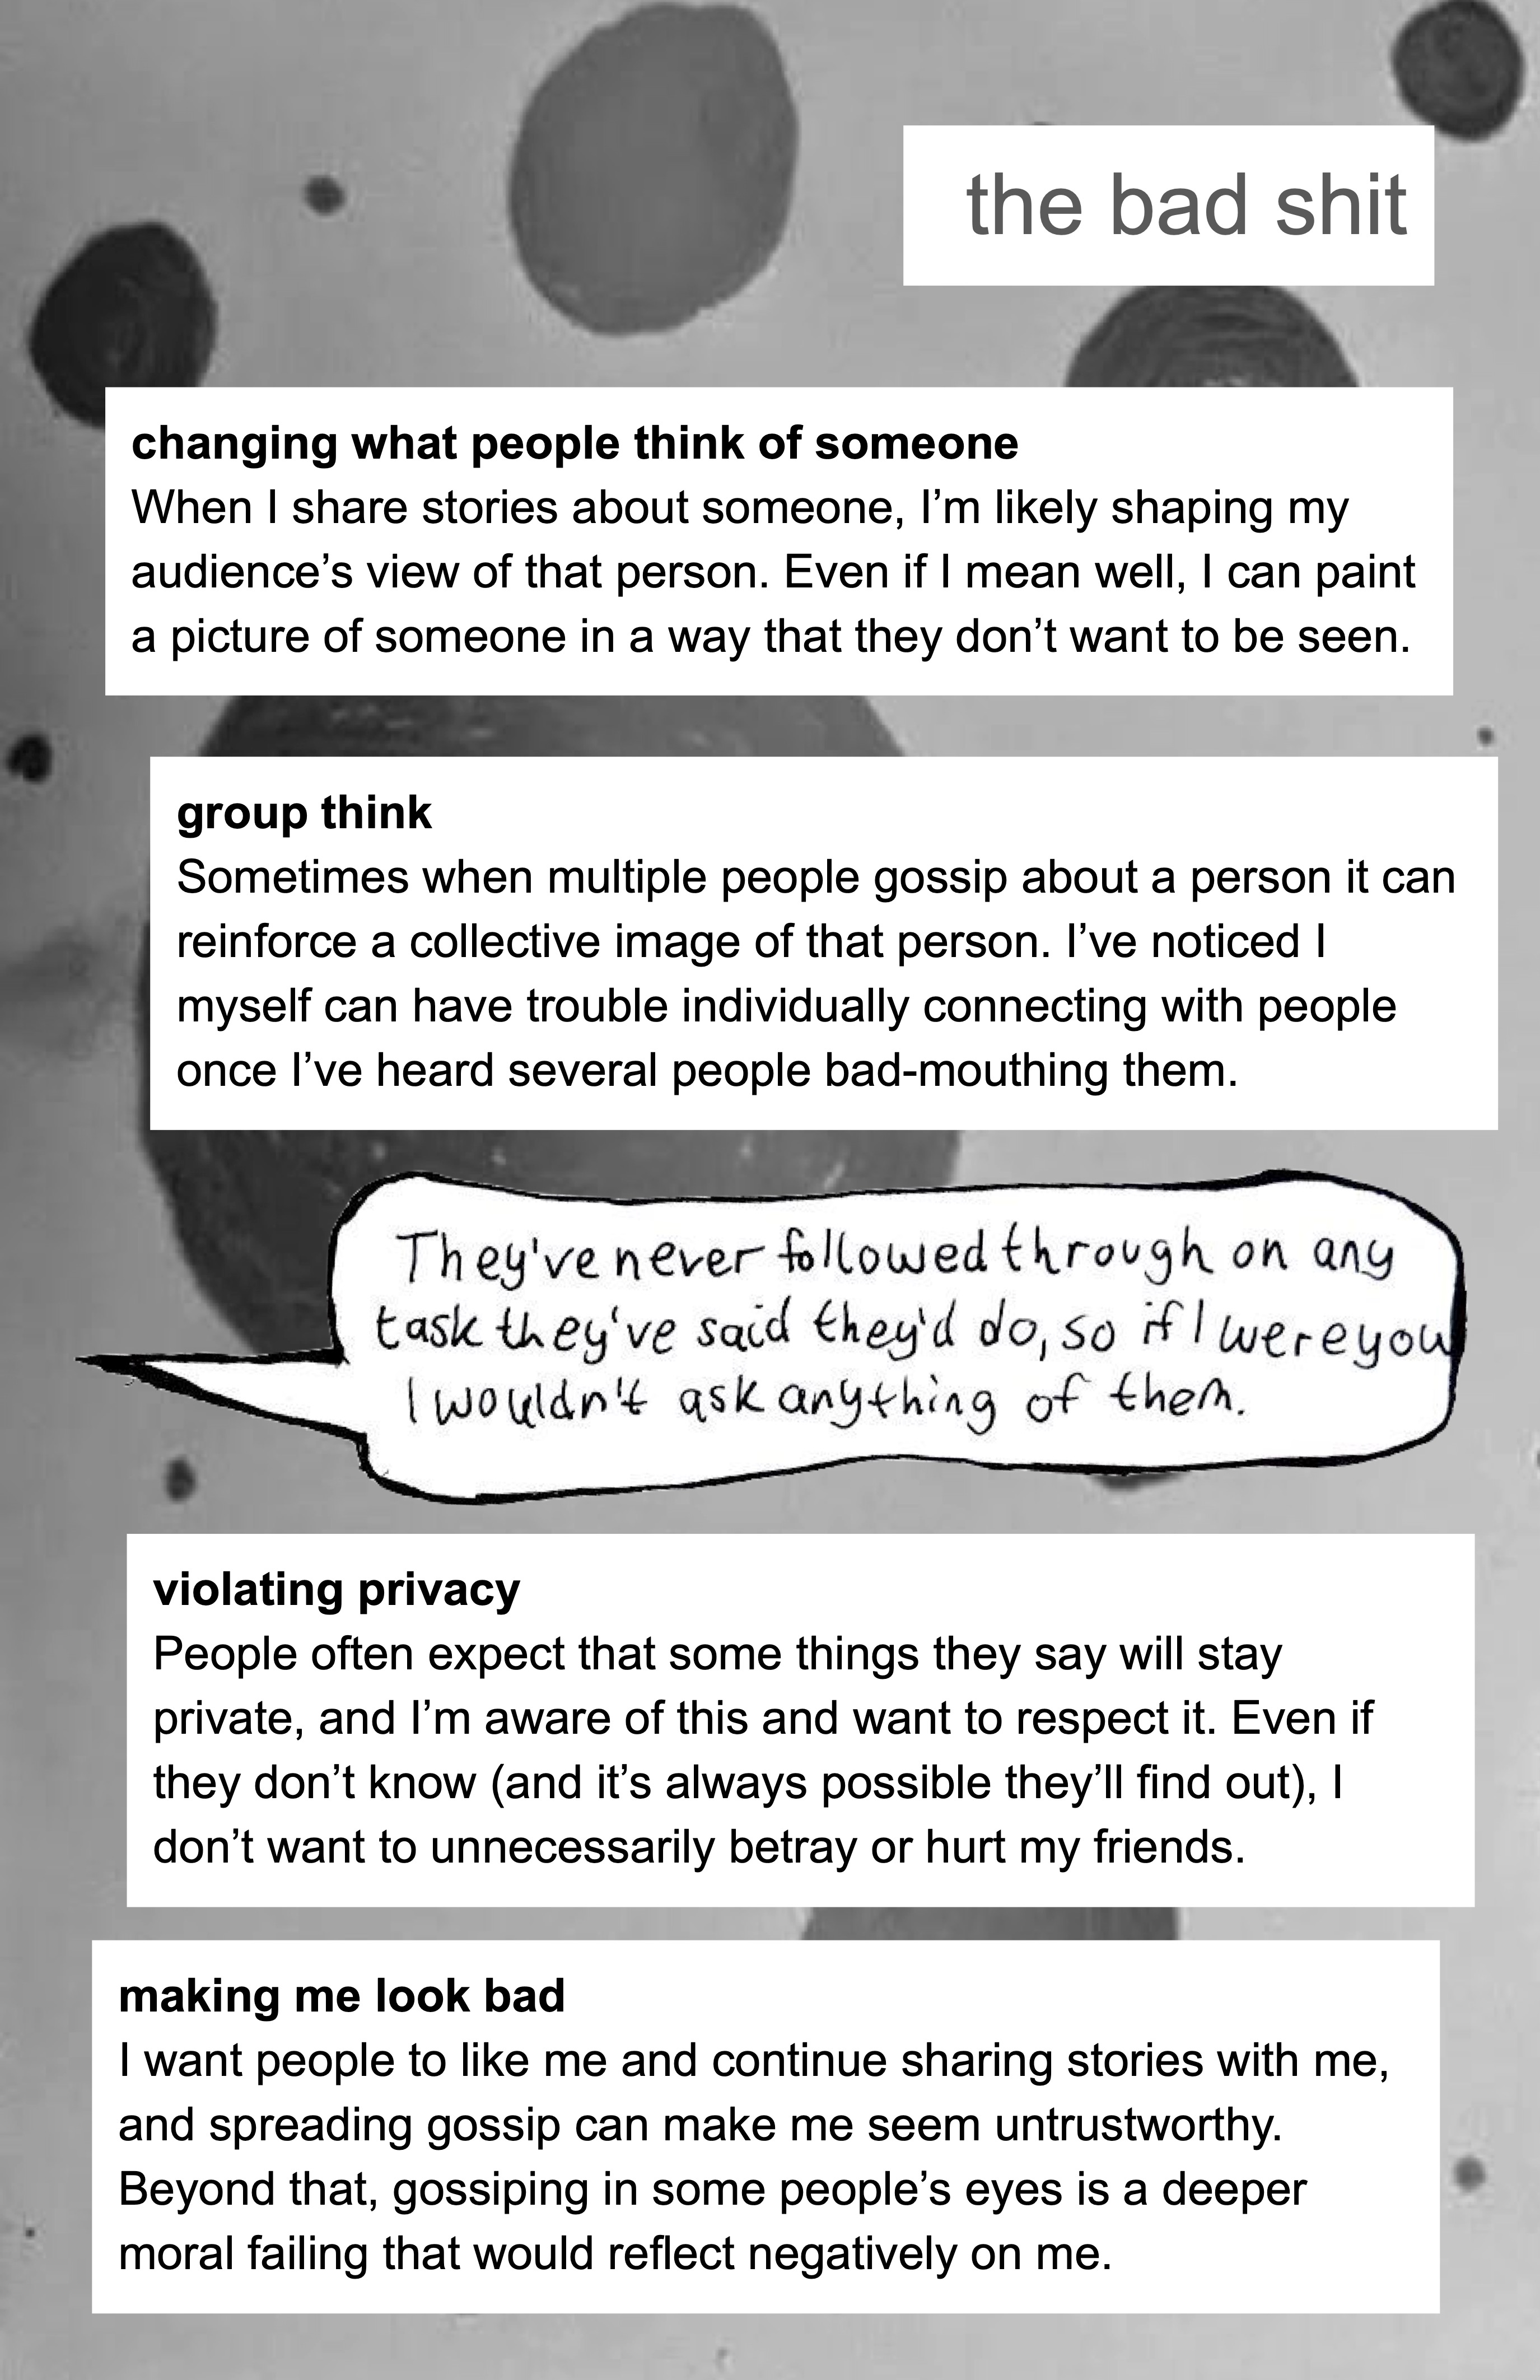 the bad shit
changing what people think of someone
When I share stories about someone, I’m likely shaping my
audience’s view of that person. Even if I mean well, I can paint
a picture of someone in a way that they don’t want to be seen.
group think
Sometimes when multiple people gossip about a person it can
reinforce a collective image of that person. I’ve noticed I
myself can have trouble individually connecting with people
once I’ve heard several people bad-mouthing them.
They've never followed through on any
task they've said they'd do, so if I were you
I wouldn't ask anything of them.
violating privacy
People often expect that some things they say will stay
private, and I’m aware of this and want to respect it. Even if
they don’t know (and it’s always possible they’ll find out), I
don’t want to unnecessarily betray or hurt my friends.
making me look bad
I want people to like me and continue sharing stories with me,
and spreading gossip can make me seem untrustworthy.
Beyond that, gossiping in some people’s eyes is a deeper
moral failing that would reflect negatively on me.